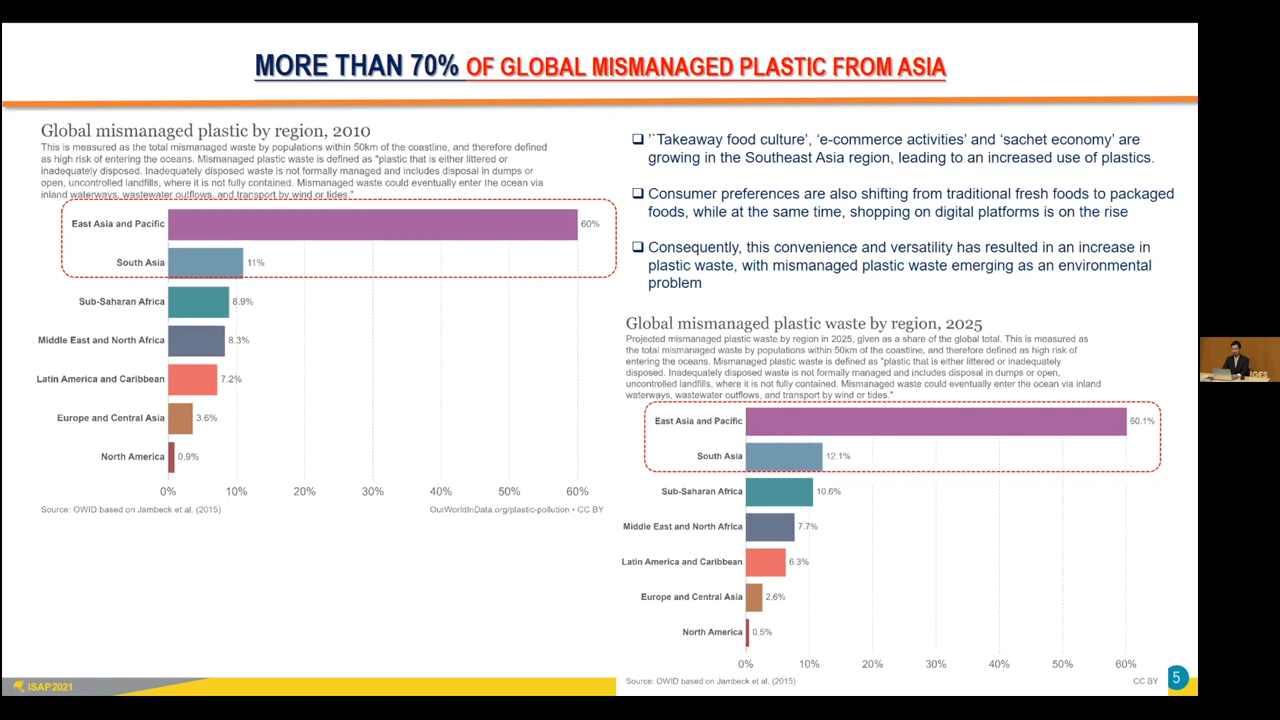 MORE THAN 70% OF GLOBAL MISMANAGED PLASTIC FROM ASIA
Global mismanaged plastic by region, 2010
This is measured as the total mismanaged waste by populations within 50km of the coastline, and therefore defined
as high risk of entering the oceans. Mismanaged plastic waste is defined as "plastic that is either littered or
inadequately disposed. Inadequately disposed waste is not formally managed and includes disposal in dumps or
open, uncontrolled landfills, where it is not fully contained. Mismanaged waste could eventually enter the ocean via
inland waterways, wastewater outflows, and transport by wind or tides."
East Asia and Pacific 60%
South Asia 11%
Sub-Saharan Africa 8.9%
Middle East and North Africa 8.3%
Latin America and Caribbean 7.2%
Europe and Central Asia 3.6%
North America 0.9%
0% 10% 20% 30% 40% 50% 60%
Source: OWID based on Jambeck et al. (2015) OurWorldInData.org/plastic-pollution • CC BY
❑ '`Takeaway food culture', 'e-commerce activities' and 'sachet economy' are
growing in the Southeast Asia region, leading to an increased use of plastics.
❑ Consumer preferences are also shifting from traditional fresh foods to packaged
foods, while at the same time, shopping on digital platforms is on the rise
❑ Consequently, this convenience and versatility has resulted in an increase in
plastic waste, with mismanaged plastic waste emerging as an environmental
problem
Global mismanaged plastic waste by region, 2025
Projected mismanaged plastic waste by region in 2025, given as a share of the global total. This is measured as
the total mismanaged waste by populations within 50km of the coastline, and therefore defined as high risk of
entering the oceans. Mismanaged plastic waste is defined as "plastic that is either littered or inadequately
disposed. Inadequately disposed waste is not formally managed and includes disposal in dumps or open,
uncontrolled landfills, where it is not fully contained. Mismanaged waste could eventually enter the ocean via inland
waterways, wastewater outflows, and transport by wind or tides."
East Asia and Pacific 60.1%
South Asia 12.1%
Sub-Saharan Africa 10.6%
Middle East and North Africa 7.7%
Latin America and Caribbean 6.3%
Europe and Central Asia 2.6%
North America 0.5%
0% 10% 20% 30% 40% 50% 60%
Source: OWID based on Jambeck et al. (2015) CC BY
ISAP2021
5